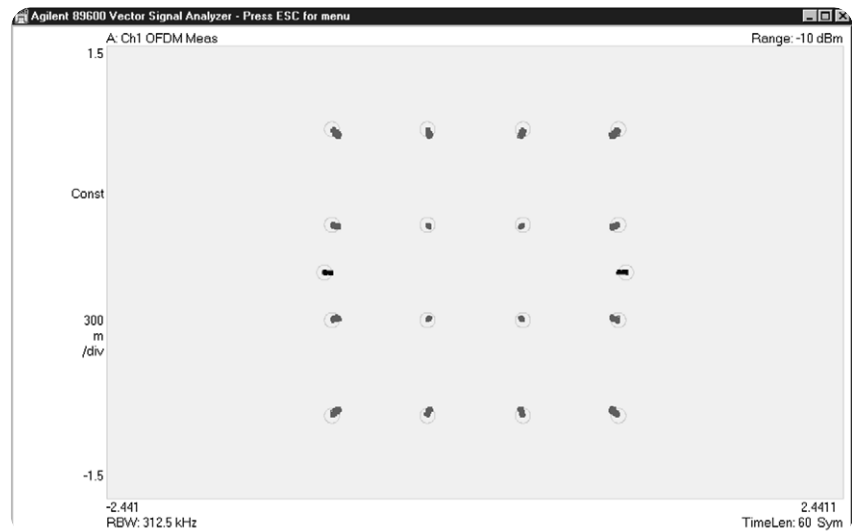 Agilent 89600 Vector Signal Analyzer - Press ESC for menu
A: Ch1 OFDM Meas
Range: -10 dBm
1.5
Const
300
m
/div
-1.5
-2.441
2.4411
RBW: 312.5 kHz
TimeLen: 60 Sym